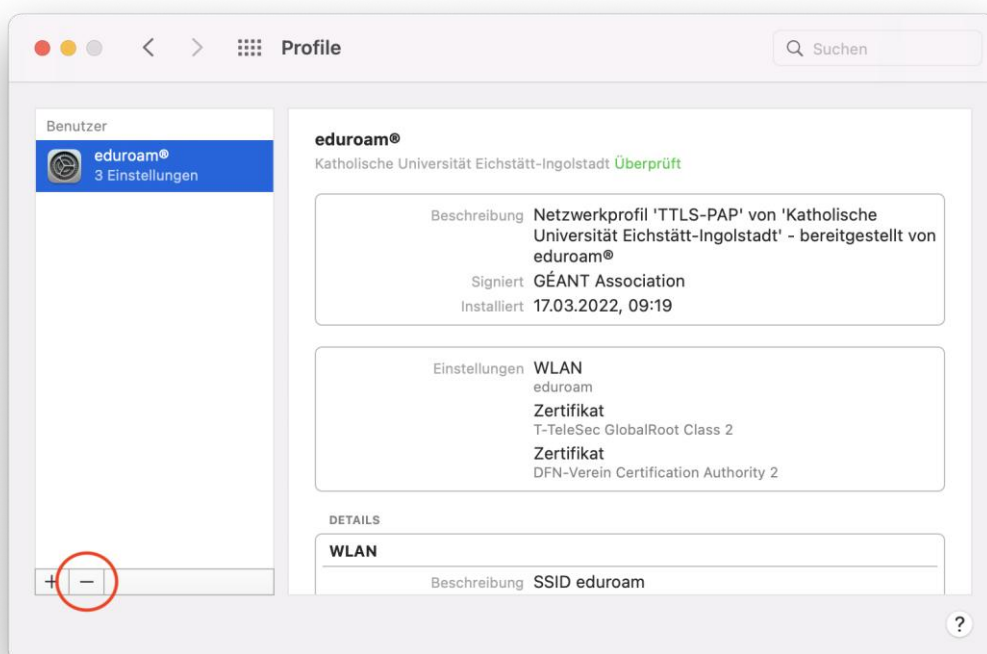 Profile
Suchen
Benutzer
eduroam®
3 Einstellungen
eduroam®
Katholische Universität Eichstätt-Ingolstadt Überprüft
Beschreibung Netzwerkprofil 'TTLS-PAP' von 'Katholische
Universität Eichstätt-Ingolstadt' - bereitgestellt von
eduroam®
Signiert GÉANT Association
Installiert 17.03.2022, 09:19
Einstellungen WLAN
eduroam
Zertifikat
T-TeleSec GlobalRoot Class 2
Zertifikat
DFN-Verein Certification Authority 2
DETAILS
WLAN
Beschreibung SSID eduroam
+ −
?